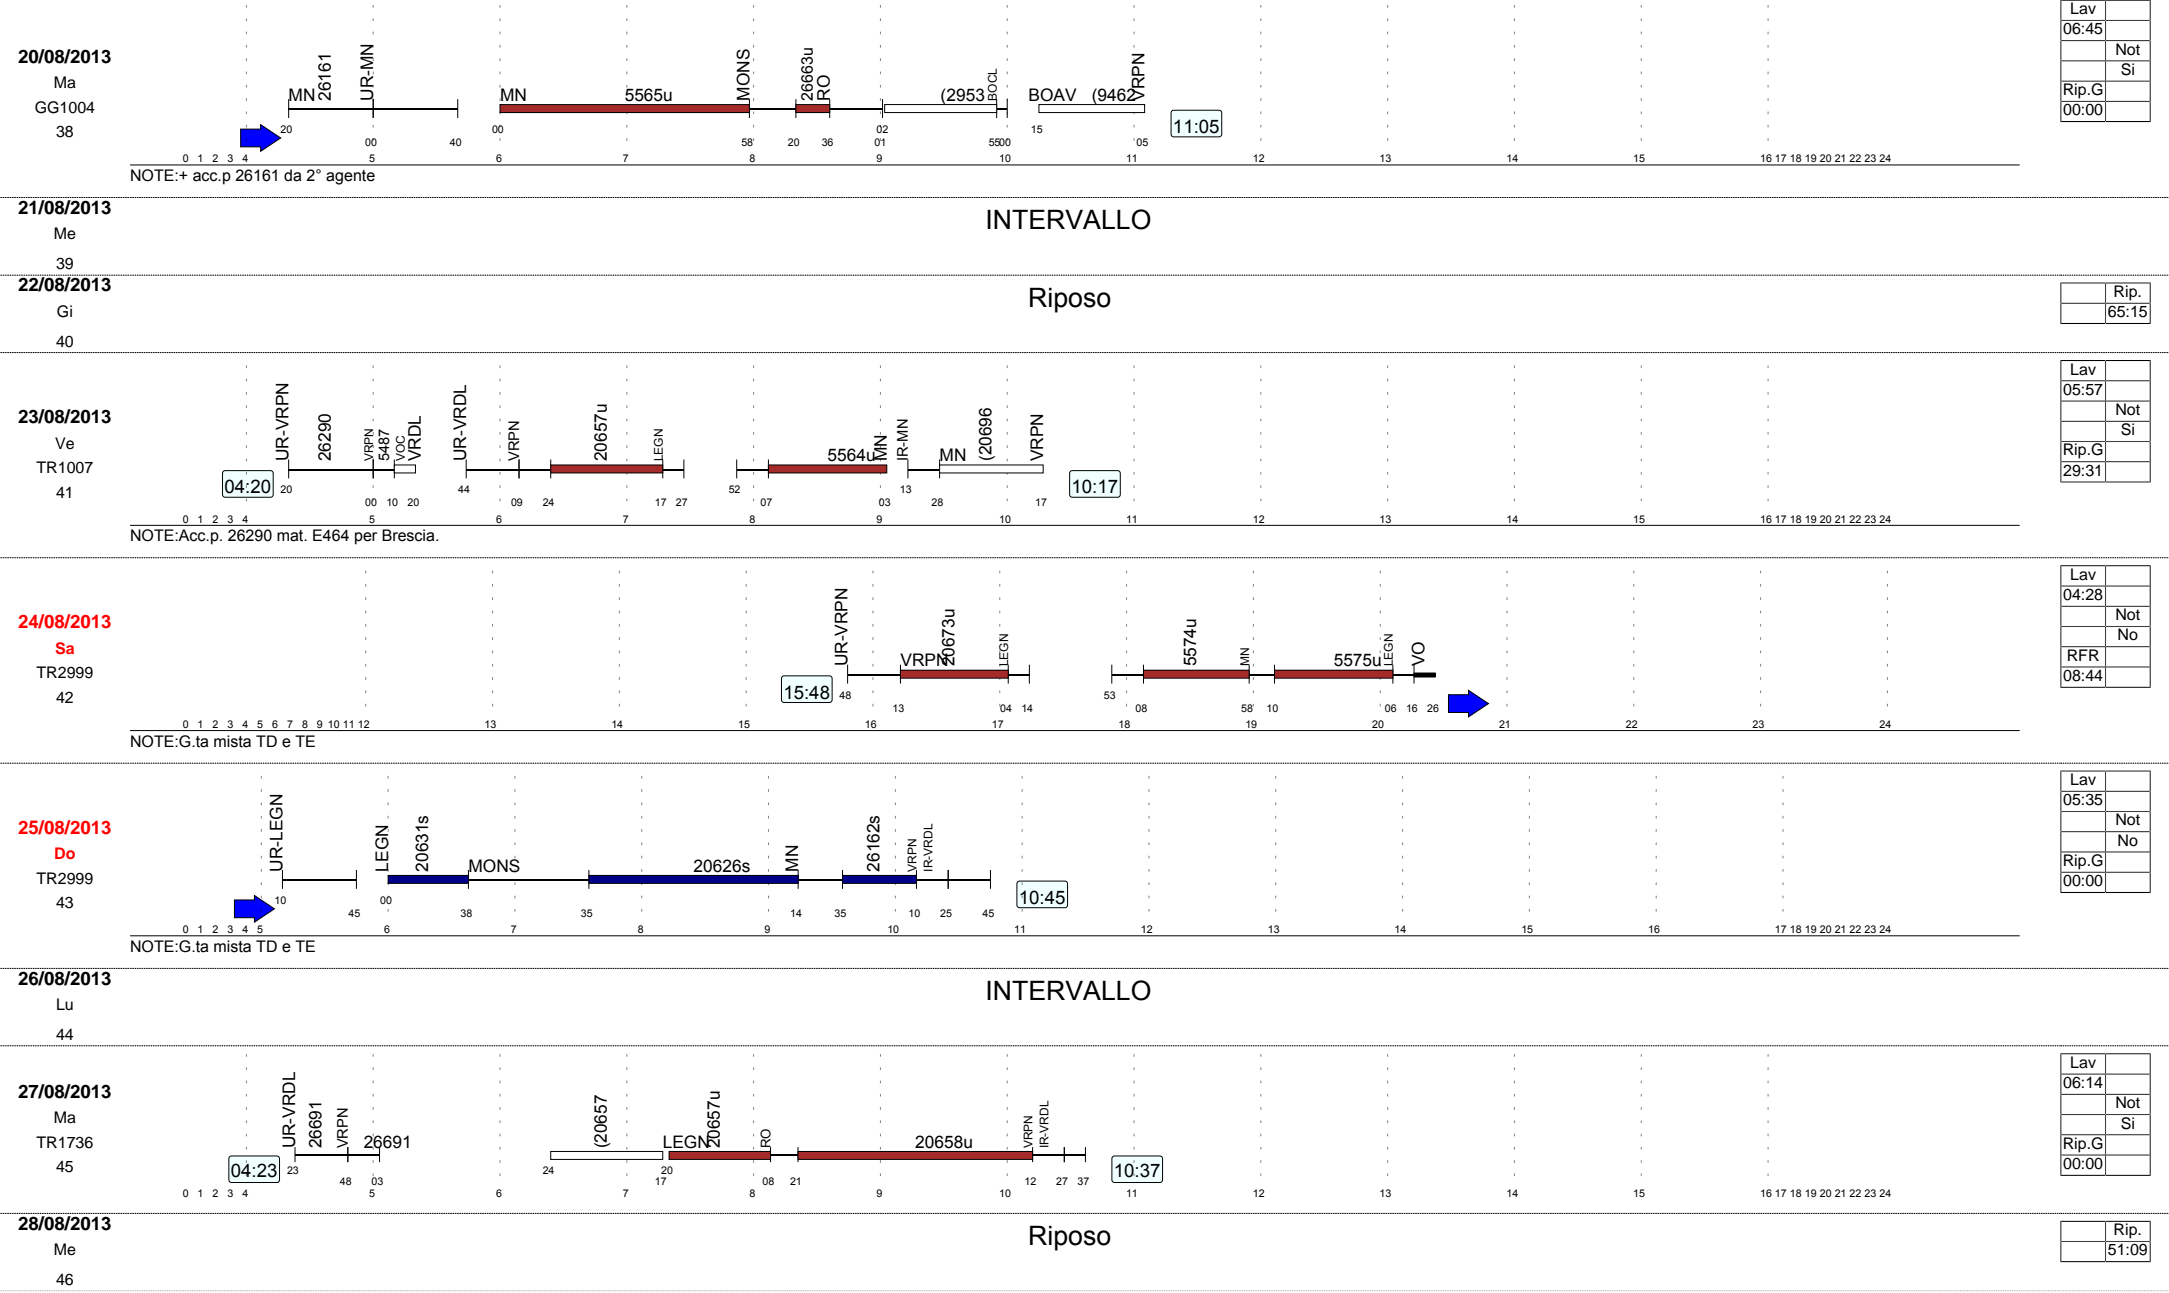 20/08/2013
Ma
GG1004
38
MN 26161 UR-MN MN 5565u MONS 26663u RO (2953 BOCL BOAV (9462 VRPN
20 00 40 00 58 20 36 02 01 55 00 15 05
11:05
0 1 2 3 4 5 6 7 8 9 10 11 12 13 14 15 16 17 18 19 20 21 22 23 24
NOTE:+ acc.p 26161 da 2° agente
Lav
06:45
Not
Si
Rip.G
00:00
21/08/2013
Me
39
INTERVALLO
22/08/2013
Gi
40
Riposo
Rip.
65:15
23/08/2013
Ve
TR1007
41
04:20
UR-VRPN 26290 VRPN 5487 VOC VRDL UR-VRDL VRPN 20657u LEGN 5564u MN IR-MN MN (20696 VRPN
20 00 10 20 44 09 24 17 27 52 07 03 13 28 17
10:17
0 1 2 3 4 5 6 7 8 9 10 11 12 13 14 15 16 17 18 19 20 21 22 23 24
NOTE:Acc.p. 26290 mat. E464 per Brescia.
Lav
05:57
Not
Si
Rip.G
29:31
24/08/2013
Sa
TR2999
42
15:48
UR-VRPN VRPN 20673u LEGN 5574u MN 5575u LEGN VO
48 13 04 14 53 08 58 10 06 16 26
0 1 2 3 4 5 6 7 8 9 10 11 12 13 14 15 16 17 18 19 20 21 22 23 24
NOTE:G.ta mista TD e TE
Lav
04:28
Not
No
RFR
08:44
25/08/2013
Do
TR2999
43
UR-LEGN LEGN 20631s MONS 20626s MN 26162s VRPN IR-VRDL
10 45 00 38 35 14 35 10 25 45
10:45
0 1 2 3 4 5 6 7 8 9 10 11 12 13 14 15 16 17 18 19 20 21 22 23 24
NOTE:G.ta mista TD e TE
Lav
05:35
Not
No
Rip.G
00:00
26/08/2013
Lu
44
INTERVALLO
27/08/2013
Ma
TR1736
45
04:23
UR-VRDL 26691 VRPN 26691 (20657 LEGN 20657u RO 20658u VRPN IR-VRDL
23 48 03 24 17 20 08 21 12 27 37
10:37
0 1 2 3 4 5 6 7 8 9 10 11 12 13 14 15 16 17 18 19 20 21 22 23 24
Lav
06:14
Not
Si
Rip.G
00:00
28/08/2013
Me
46
Riposo
Rip.
51:09